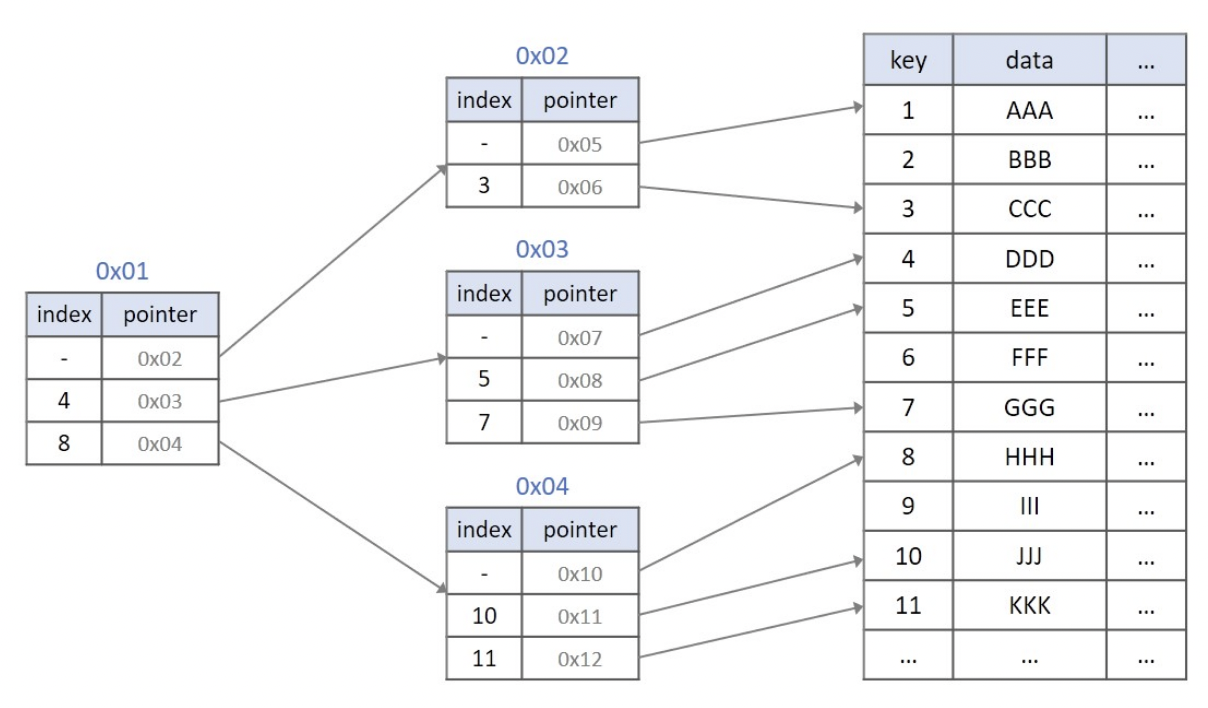 0x01
index pointer
- 0x02
4 0x03
8 0x04
0x02
index pointer
- 0x05
3 0x06
0x03
index pointer
- 0x07
5 0x08
7 0x09
0x04
index pointer
- 0x10
10 0x11
11 0x12
key data ...
1 AAA ...
2 BBB ...
3 CCC ...
4 DDD ...
5 EEE ...
6 FFF ...
7 GGG ...
8 HHH ...
9 III ...
10 JJJ ...
11 KKK ...
... ... ...